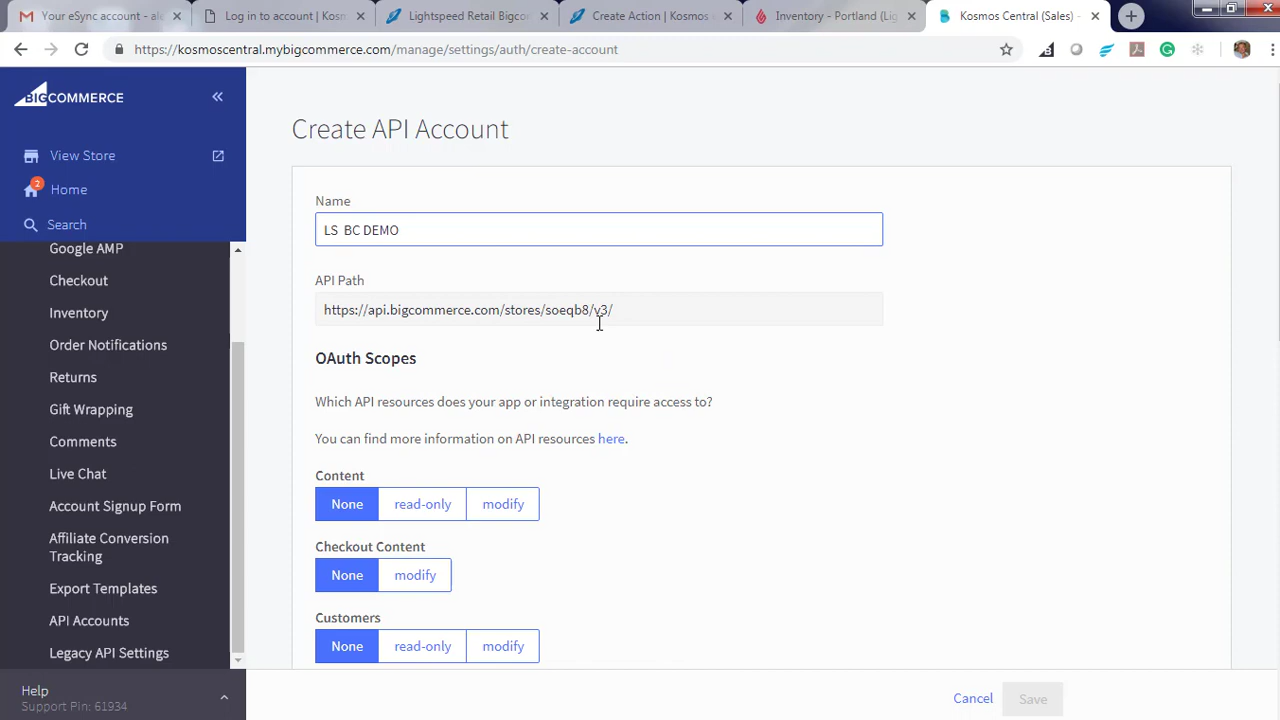 Your eSync account - ale
Log in to account | Kosmo
Lightspeed Retail Bigcom
Create Action | Kosmos e
Inventory - Portland (Lig
Kosmos Central (Sales) -
https://kosmoscentral.mybigcommerce.com/manage/settings/auth/create-account
BIGCOMMERCE
View Store
2
Home
Search
Google AMP
Checkout
Inventory
Order Notifications
Returns
Gift Wrapping
Comments
Live Chat
Account Signup Form
Affiliate Conversion
Tracking
Export Templates
API Accounts
Legacy API Settings
Help
Support Pin: 61934
Create API Account
Name
LS BC DEMO
API Path
https://api.bigcommerce.com/stores/soeqb8/v3/
OAuth Scopes
Which API resources does your app or integration require access to?
You can find more information on API resources here.
Content
None read-only modify
Checkout Content
None modify
Customers
None read-only modify
Cancel Save